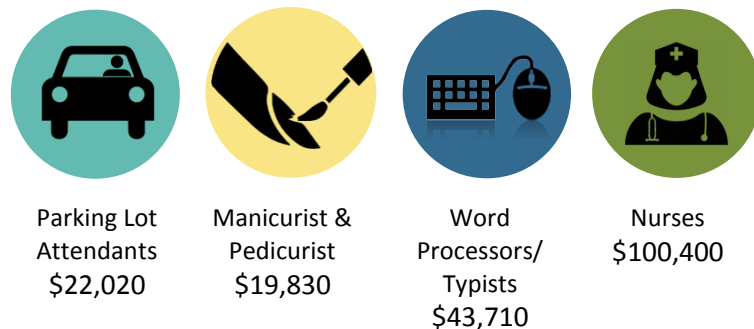 Parking Lot
Attendants
$22,020
Manicurist &
Pedicurist
$19,830
Word
Processors/
Typists
$43,710
Nurses
$100,400